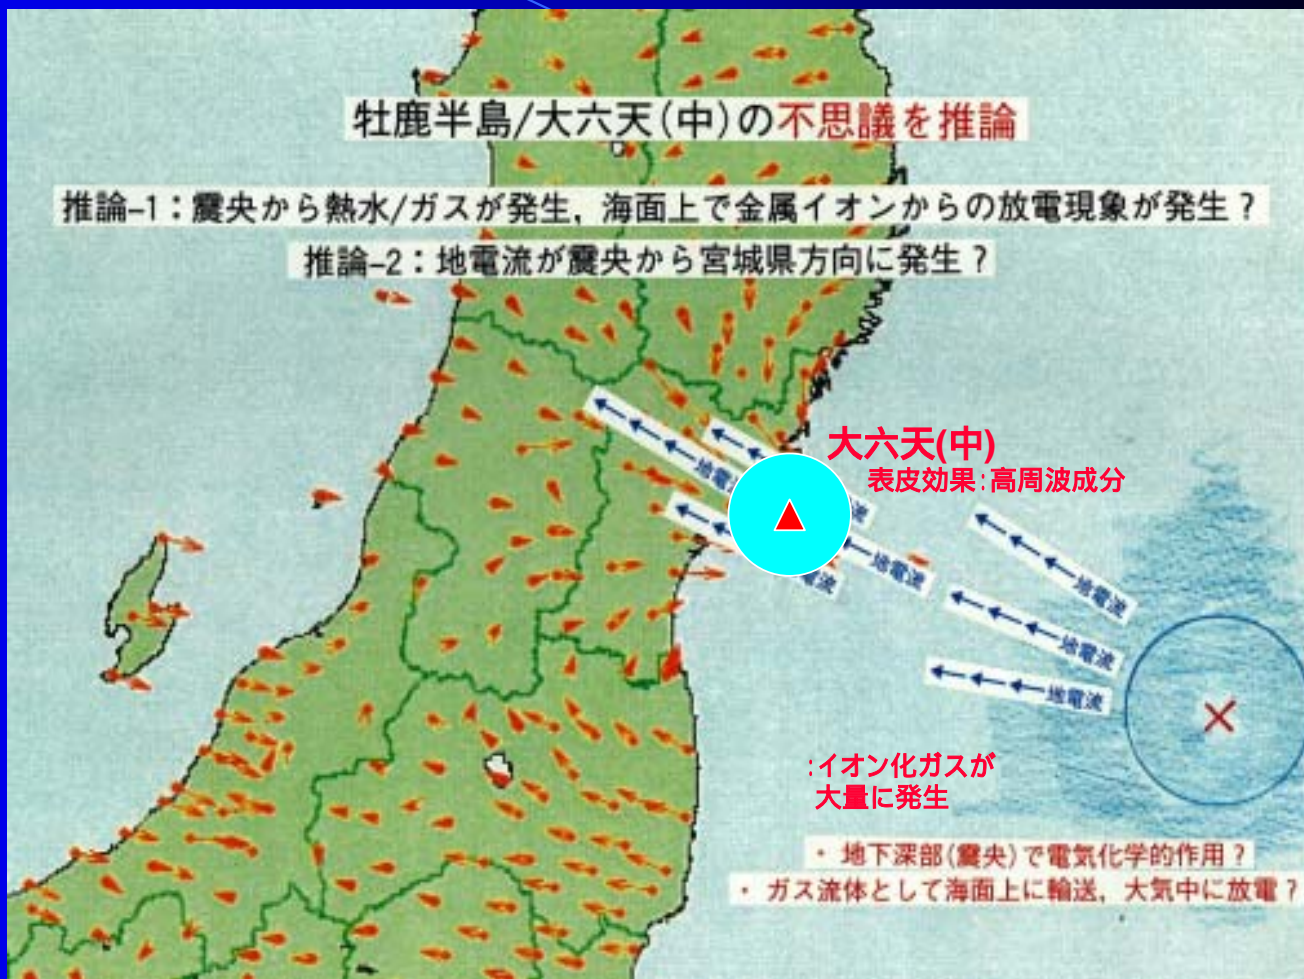 牡鹿半島/大六天(中)の不思議を推論
推論-1：震央から熱水/ガスが発生，海面上で金属イオンからの放電現象が発生？
推論-2：地電流が震央から宮城県方向に発生？
大六天(中)
表皮効果：高周波成分
地電
流
地電流
電流
地電流
地電流
地電流
：イオン化ガスが
大量に発生
・ 地下深部(震央)で電気化学的作用？
・ ガス流体として海面上に輸送，大気中に放電？